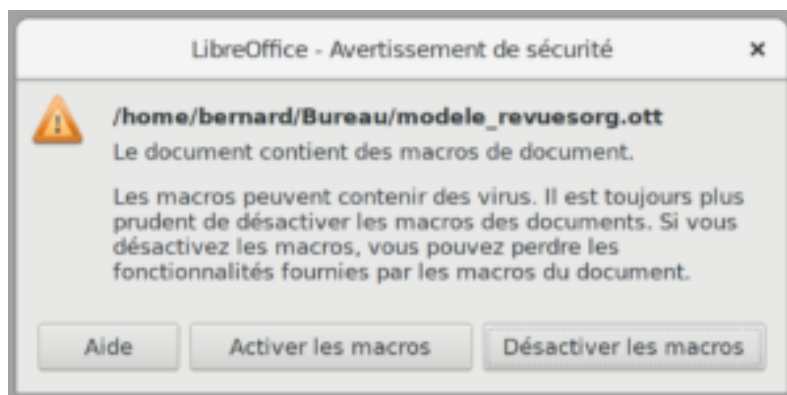 LibreOffice - Avertissement de sécurité ×
/home/bernard/Bureau/modele_revuesorg.ott
Le document contient des macros de document.
Les macros peuvent contenir des virus. Il est toujours plus
prudent de désactiver les macros des documents. Si vous
désactivez les macros, vous pouvez perdre les
fonctionnalités fournies par les macros du document.
Aide Activer les macros Désactiver les macros